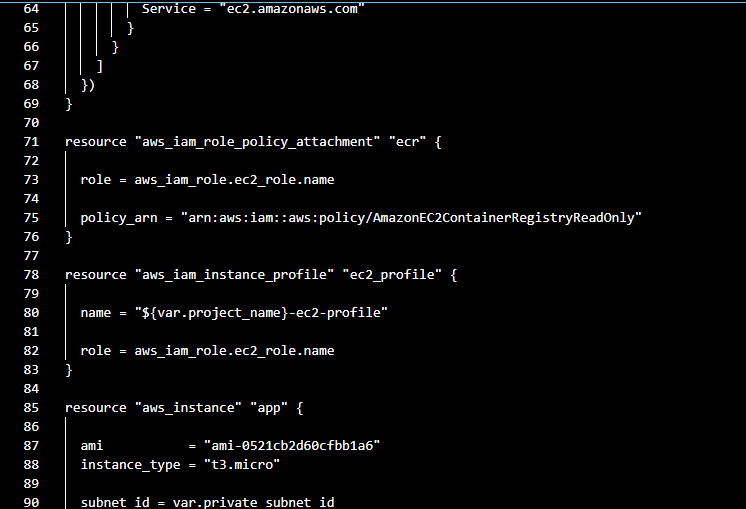 64 Service = "ec2.amazonaws.com"
65 }
66 }
67 ]
68 })
69 }
70
71 resource "aws_iam_role_policy_attachment" "ecr" {
72
73 role = aws_iam_role.ec2_role.name
74
75 policy_arn = "arn:aws:iam::aws:policy/AmazonEC2ContainerRegistryReadOnly"
76 }
77
78 resource "aws_iam_instance_profile" "ec2_profile" {
79
80 name = "${var.project_name}-ec2-profile"
81
82 role = aws_iam_role.ec2_role.name
83 }
84
85 resource "aws_instance" "app" {
86
87 ami           = "ami-0521cb2d60cfbb1a6"
88 instance_type = "t3.micro"
89
90 subnet_id = var.private_subnet_id